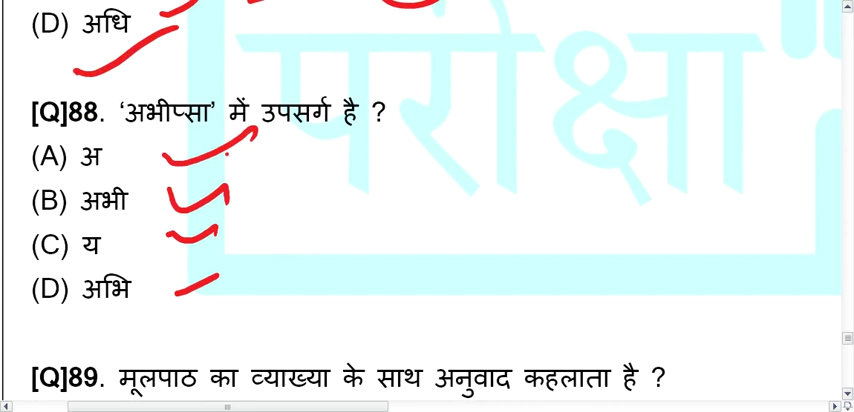 (D) अधि
[Q]88. ‘अभीप्सा’ में उपसर्ग है ?
(A) अ
(B) अभी
(C) य
(D) अभि
[Q]89. मूलपाठ का व्याख्या के साथ अनुवाद कहलाता है ?
परीक्षा